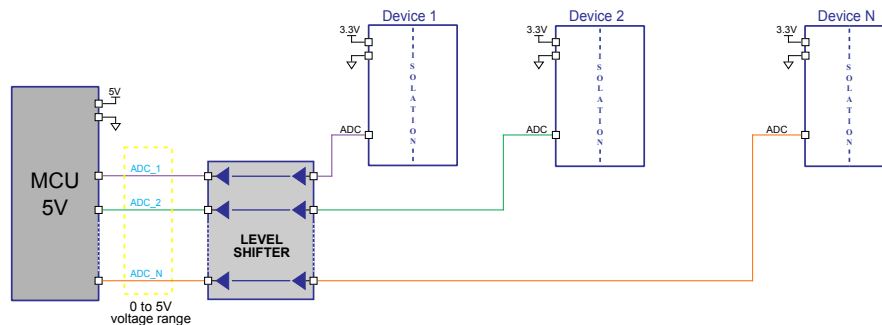 Device 1
Device 2
Device N
3.3V
3.3V
3.3V
ISOLATION
ISOLATION
ISOLATION
5V
ADC
ADC
ADC
MCU
5V
ADC_1
ADC_2
ADC_N
LEVEL
SHIFTER
0 to 5V
voltage range